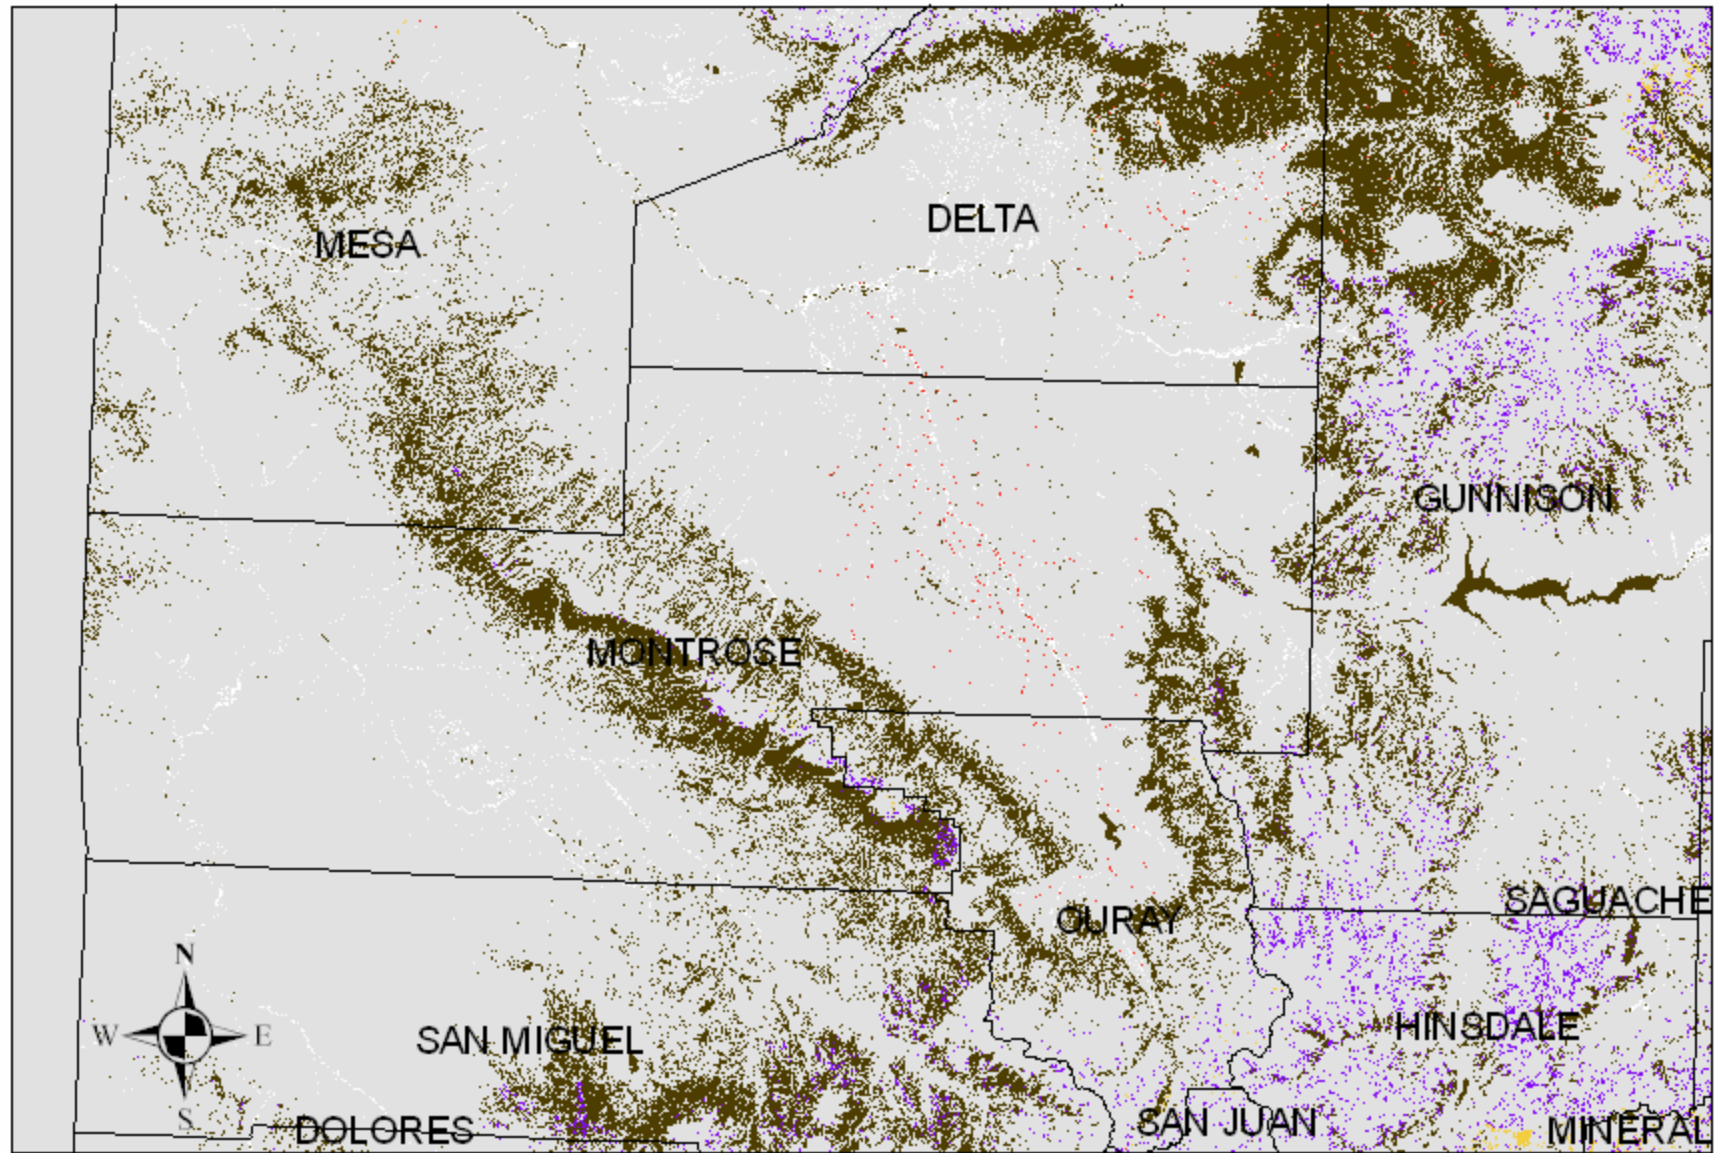 DELTA
MESA
GUNNISON
MONTROSE
SAGUACHE
OURAY
N
W E
S
SAN MIGUEL
HINSDALE
DOLORES
SAN JUAN
MINERAL